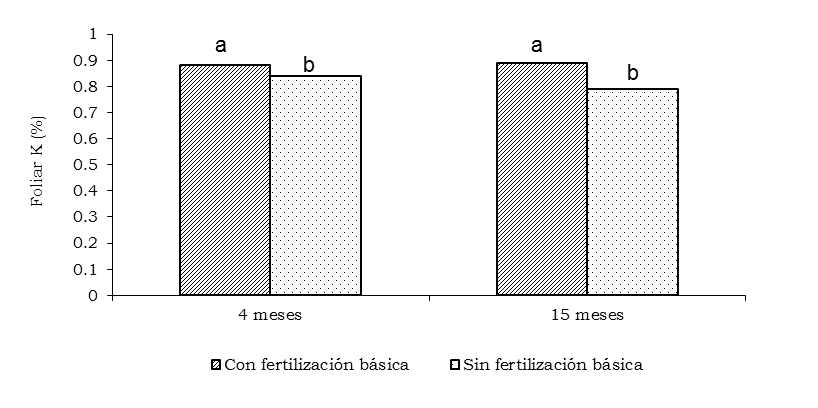 Foliar K (%)
1
0.9
0.8
0.7
0.6
0.5
0.4
0.3
0.2
0.1
0
a
b
a
b
4 meses
15 meses
Con fertilización básica
Sin fertilización básica